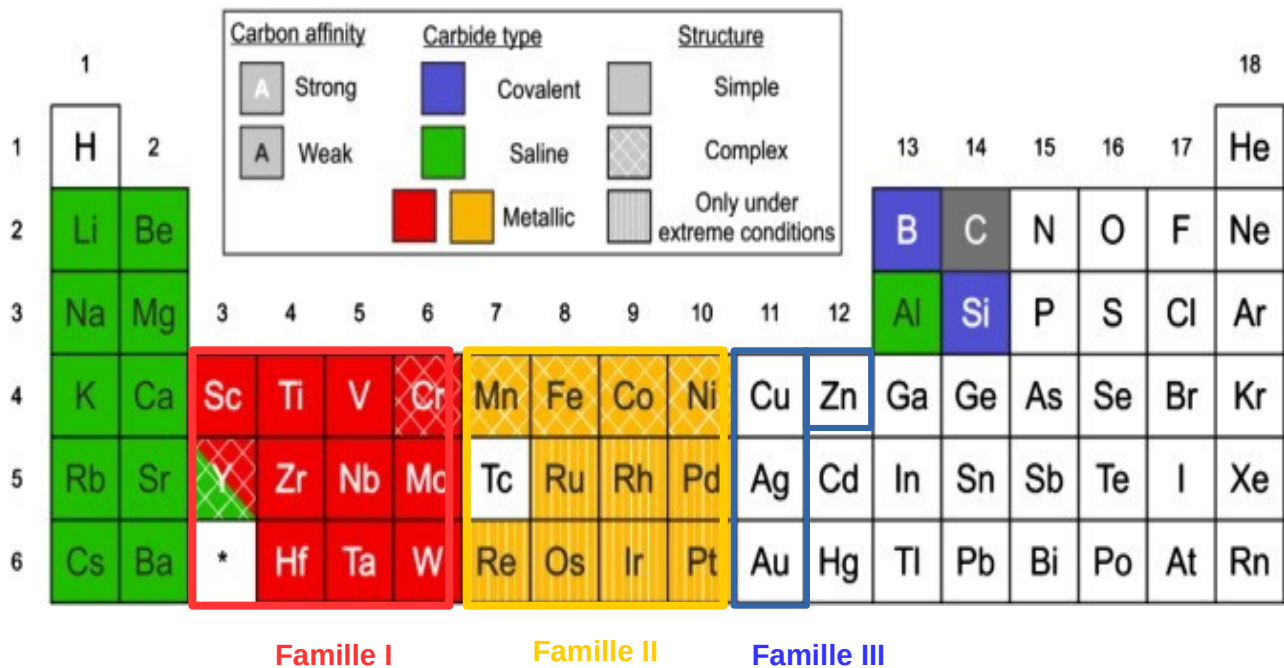 Carbon affinity Carbide type Structure
A Strong Covalent Simple
A Weak Saline Complex
Metallic Only under extreme conditions
1 18
1 H 2 13 14 15 16 17 He
2 Li Be B C N O F Ne
3 Na Mg 3 4 5 6 7 8 9 10 11 12 Al Si P S Cl Ar
4 K Ca Sc Ti V Cr Mn Fe Co Ni Cu Zn Ga Ge As Se Br Kr
5 Rb Sr Y Zr Nb Mo Tc Ru Rh Pd Ag Cd In Sn Sb Te I Xe
6 Cs Ba * Hf Ta W Re Os Ir Pt Au Hg Tl Pb Bi Po At Rn
Famille I Famille II Famille III